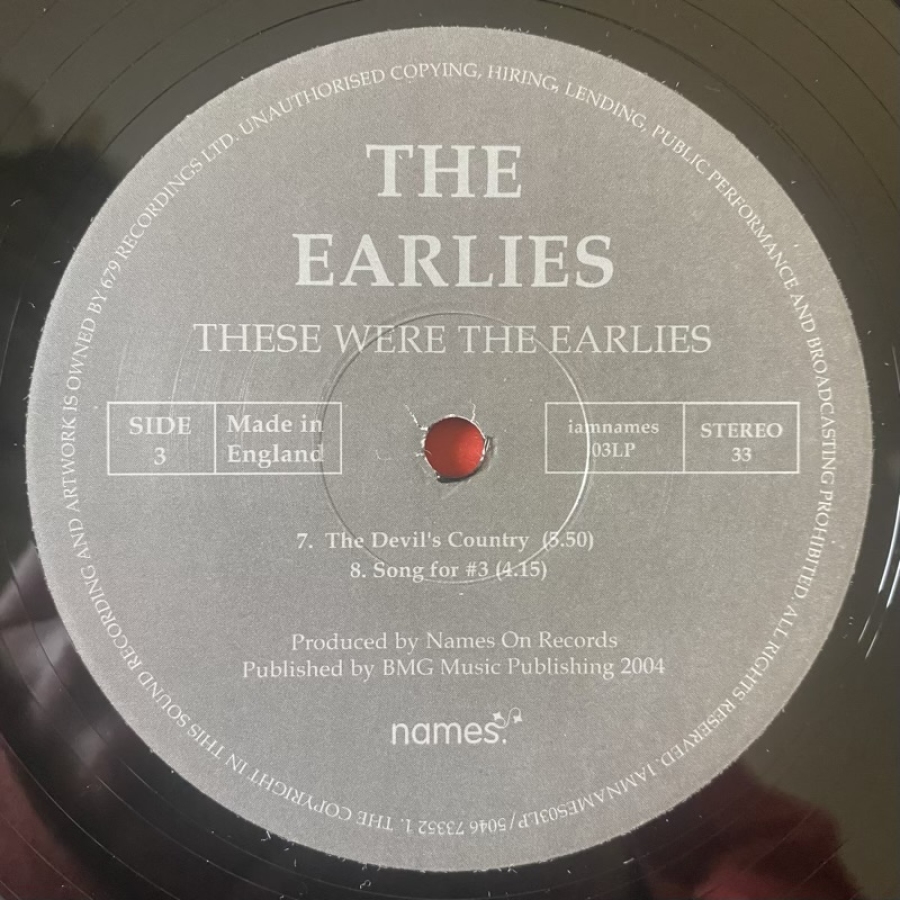 THE
EARLIES
THESE WERE THE EARLIES
SIDE
3
Made in
England
iamnames
03LP
STEREO
33
7. The Devil's Country (5.50)
8. Song for #3 (4.15)
Produced by Names On Records
Published by BMG Music Publishing 2004
names.
THE COPYRIGHT IN THIS SOUND RECORDING AND ARTWORK IS OWNED BY 679 RECORDINGS LTD. UNAUTHORISED COPYING, HIRING, LENDING, PUBLIC PERFORMANCE AND BROADCASTING PROHIBITED. ALL RIGHTS RESERVED. IAMNAMES03LP/5046 73352 1.